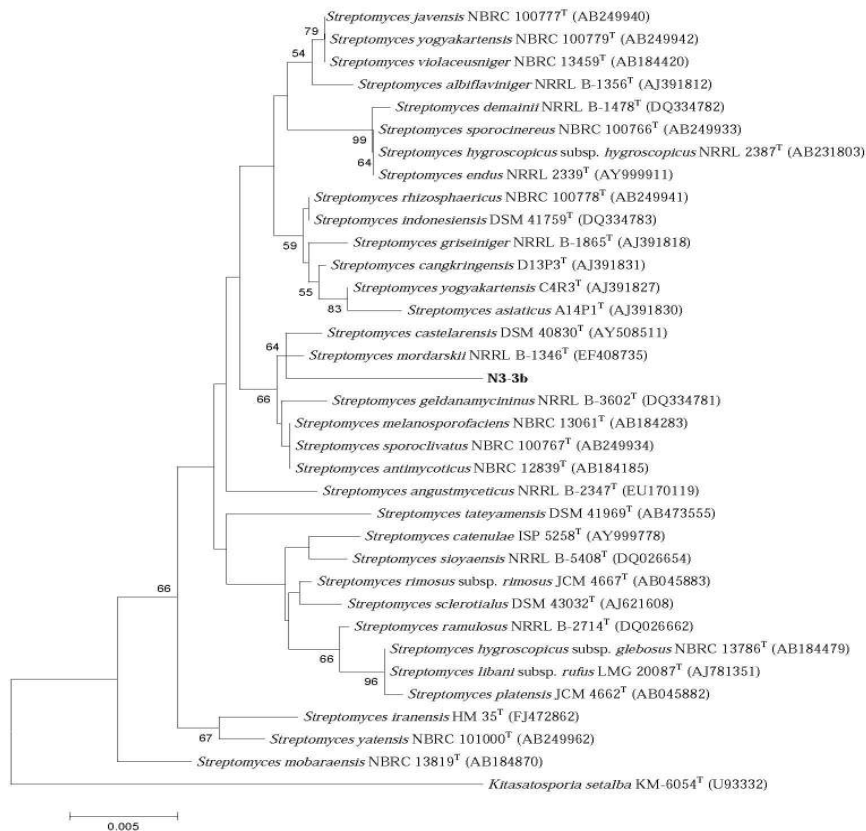 Streptomyces javensis NBRC 100777T (AB249940)
79
Streptomyces yogyakartensis NBRC 100779T (AB249942)
54
Streptomyces violaceusniger NBRC 13459T (AB184420)
Streptomyces albiflaviniger NRRL B-1356T (AJ391812)
Streptomyces demainii NRRL B-1478T (DQ334782)
Streptomyces sporocinereus NBRC 100766T (AB249933)
99
Streptomyces hygroscopicus subsp. hygroscopicus NRRL 2387T (AB231803)
64
Streptomyces endus NRRL 2339T (AY999911)
Streptomyces rhizosphaericus NBRC 100778T (AB249941)
Streptomyces indonesiensis DSM 41759T (DQ334783)
59
Streptomyces griseiniger NRRL B-1865T (AJ391818)
Streptomyces cangkringensis D13P3T (AJ391831)
55
Streptomyces yogyakartensis C4R3T (AJ391827)
83
Streptomyces asiaticus A14P1T (AJ391830)
Streptomyces castelarensis DSM 40830T (AY508511)
64
Streptomyces mordarskii NRRL B-1346T (EF408735)
N3-3b
66
Streptomyces geldanamycininus NRRL B-3602T (DQ334781)
Streptomyces melanosporofaciens NBRC 13061T (AB184283)
Streptomyces sporoclivatus NBRC 100767T (AB249934)
Streptomyces antimycoticus NBRC 12839T (AB184185)
Streptomyces angustmyceticus NRRL B-2347T (EU170119)
Streptomyces tateyamensis DSM 41969T (AB473555)
Streptomyces catenulae ISP 5258T (AY999778)
Streptomyces sioyaensis NRRL B-5408T (DQ026654)
Streptomyces rimosus subsp. rimosus JCM 4667T (AB045883)
66
Streptomyces sclerotialus DSM 43032T (AJ621608)
Streptomyces ramulosus NRRL B-2714T (DQ026662)
Streptomyces hygroscopicus subsp. glebosus NBRC 13786T (AB184479)
66
Streptomyces libani subsp. rufus LMG 20087T (AJ781351)
96
Streptomyces platensis JCM 4662T (AB045882)
Streptomyces iranensis HM 35T (FJ472862)
67
Streptomyces yatensis NBRC 101000T (AB249962)
Streptomyces mobaraensis NBRC 13819T (AB184870)
Kitasatosporia setalba KM-6054T (U93332)
0.005